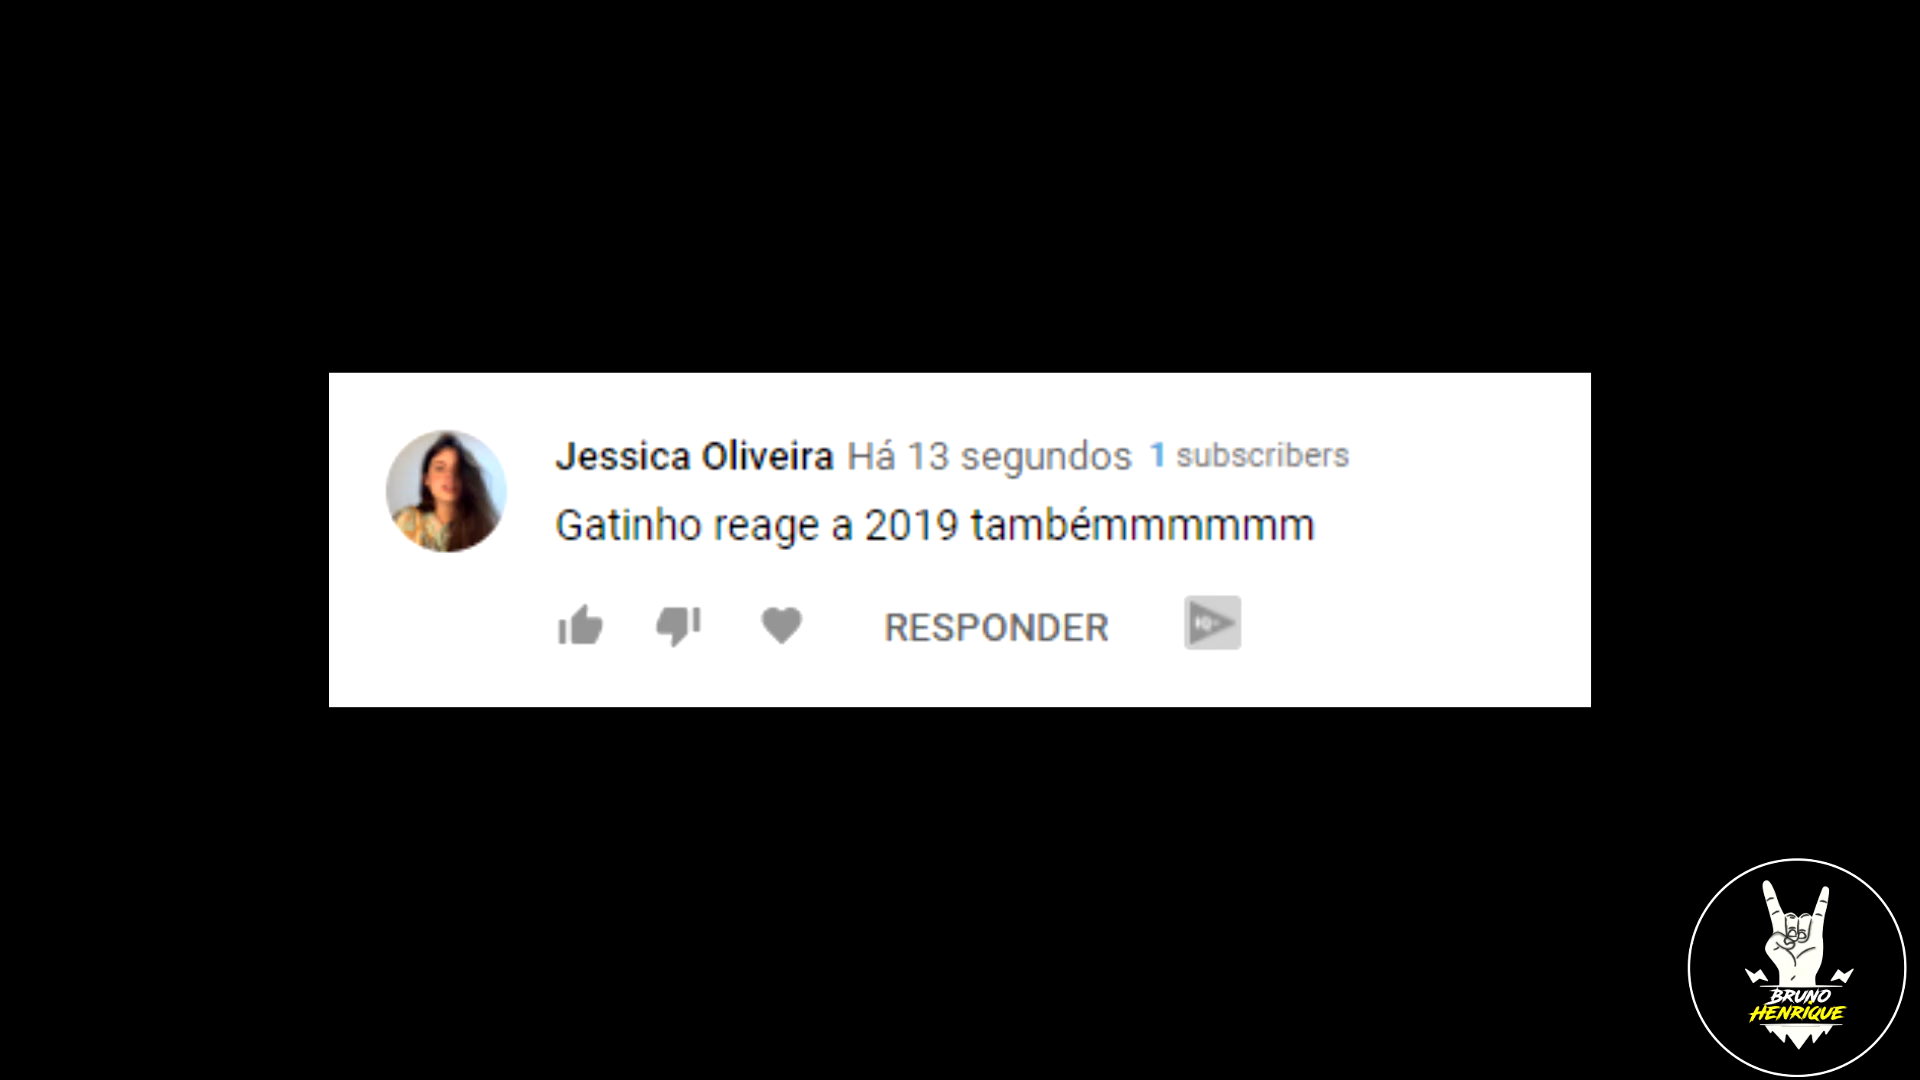 Jessica Oliveira Há 13 segundos 1 subscribers
Gatinho reage a 2019 tambémmmmmm
RESPONDER
BRUNO
HENRIQUE